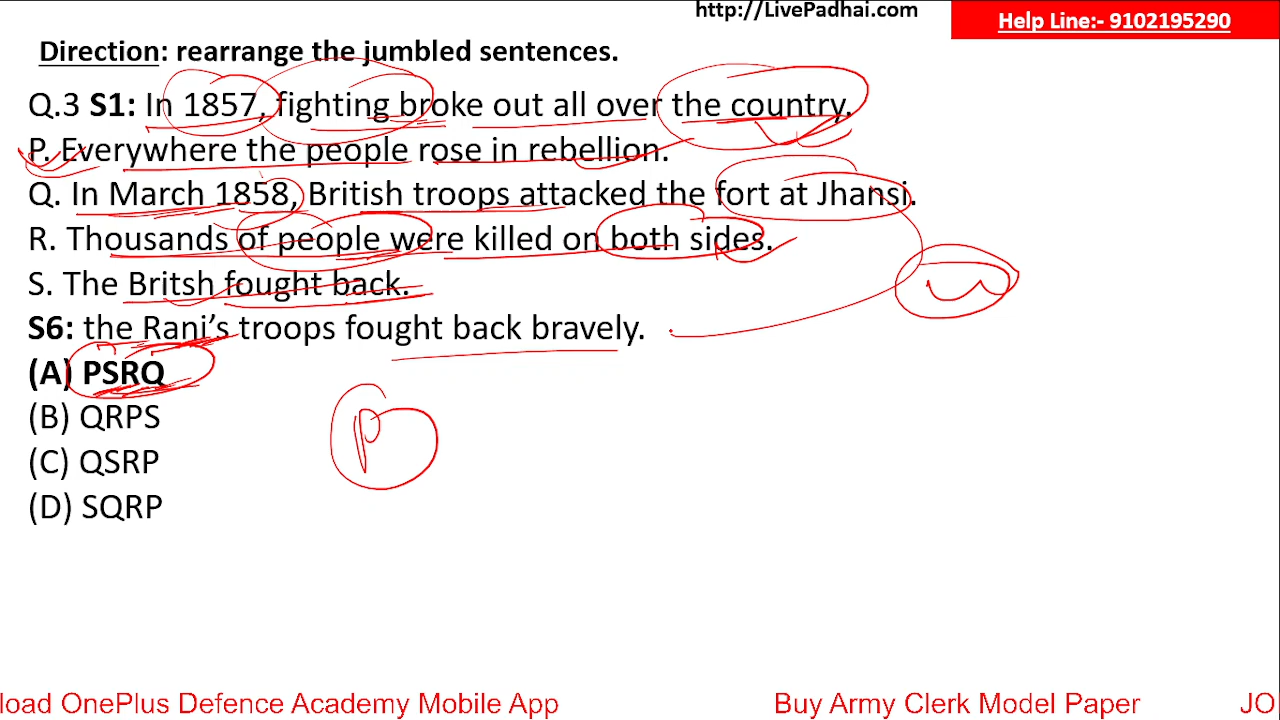 http://LivePadhai.com
Help Line:- 9102195290
Direction: rearrange the jumbled sentences.
Q.3 S1: In 1857, fighting broke out all over the country.
P. Everywhere the people rose in rebellion.
Q. In March 1858, British troops attacked the fort at Jhansi.
R. Thousands of people were killed on both sides.
S. The Britsh fought back.
S6: the Rani's troops fought back bravely.
(A) PSRQ
P
(B) QRPS
(C) QSRP
(D) SQRP
load OnePlus Defence Academy Mobile App Buy Army Clerk Model Paper JO